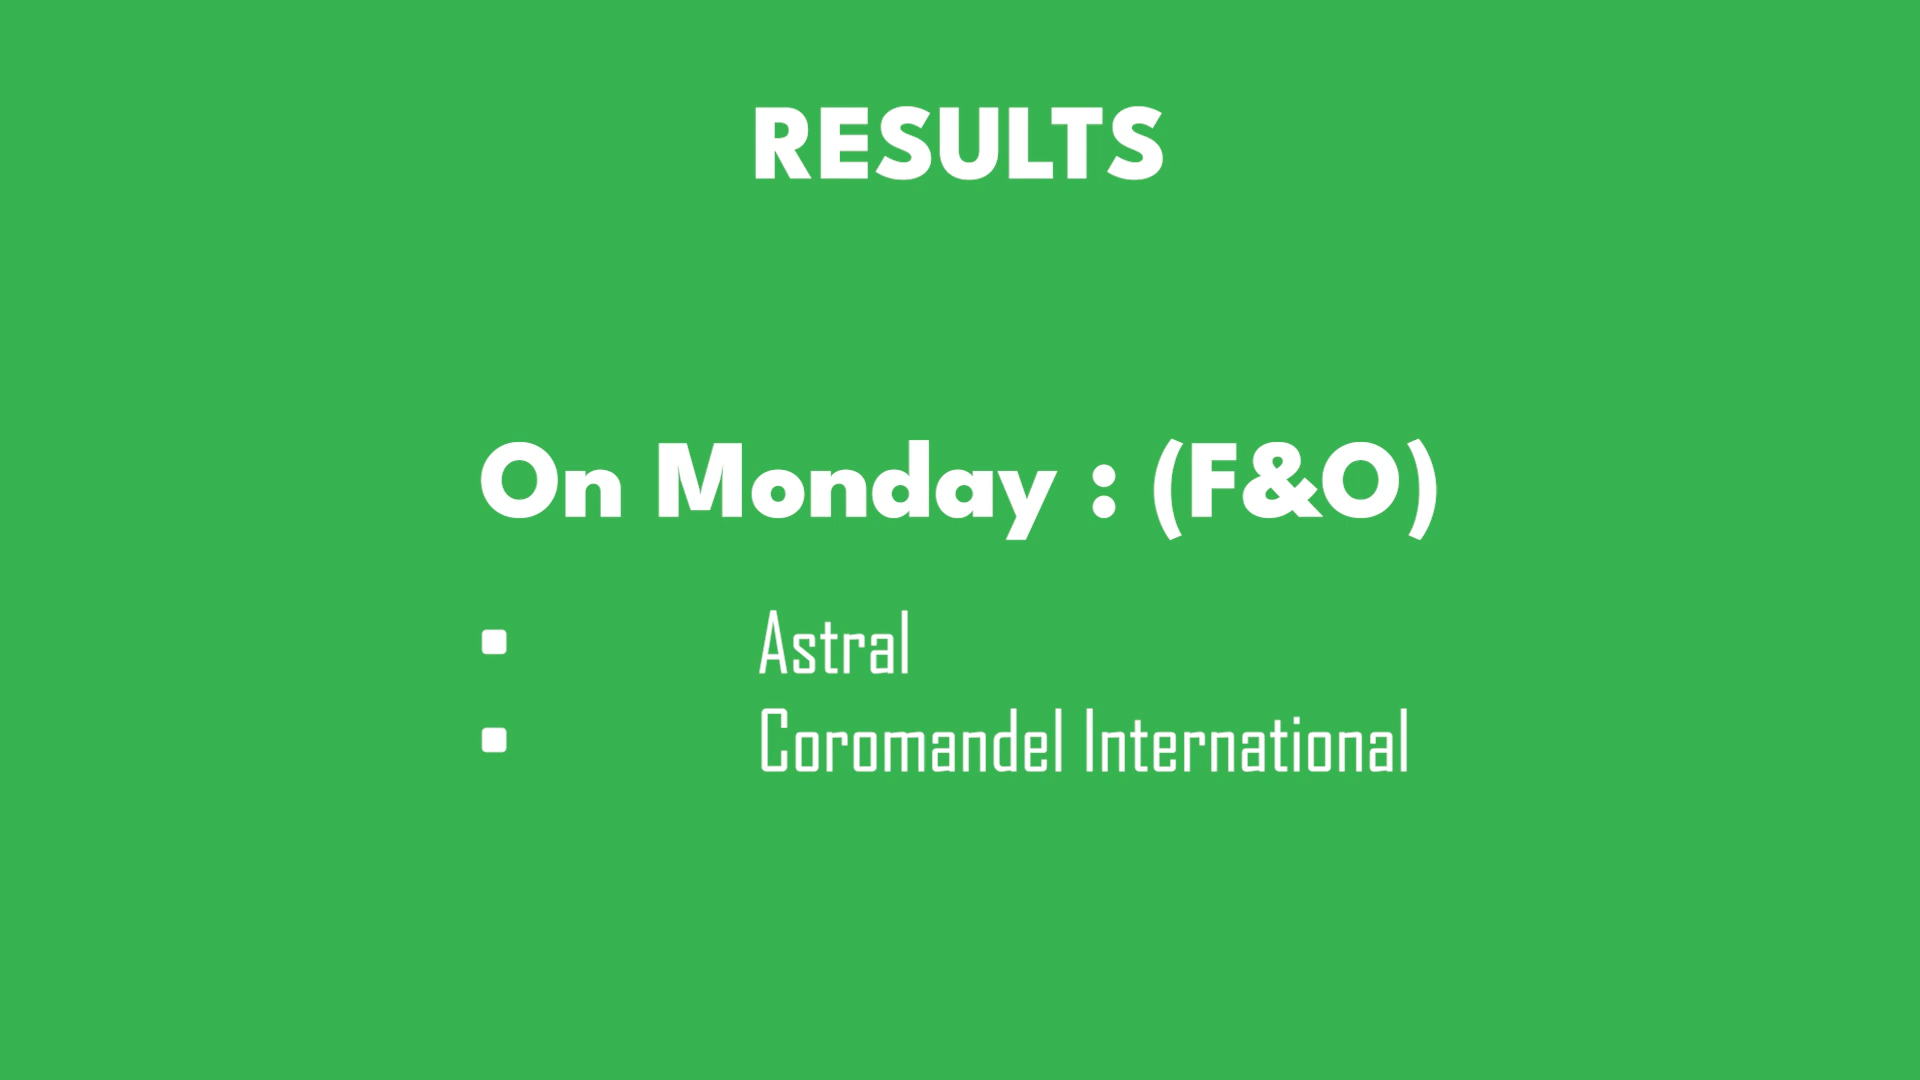 RESULTS
On Monday : (F&O)
▪ Astral
▪ Coromandel International